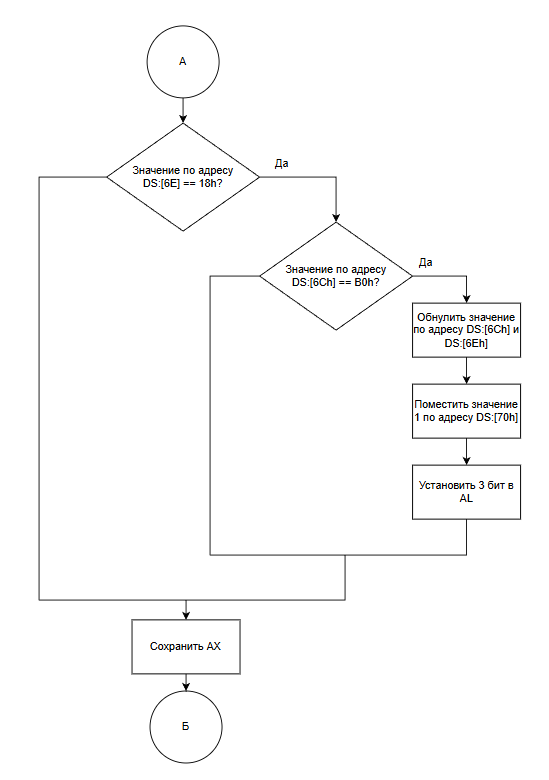 А
Значение по адресу
DS:[6E] == 18h?
Да
Значение по адресу
DS:[6Ch] == B0h?
Да
Обнулить значение
по адресу DS:[6Ch] и
DS:[6Eh]
Поместить значение
1 по адресу DS:[70h]
Установить 3 бит в
AL
Сохранить AX
Б